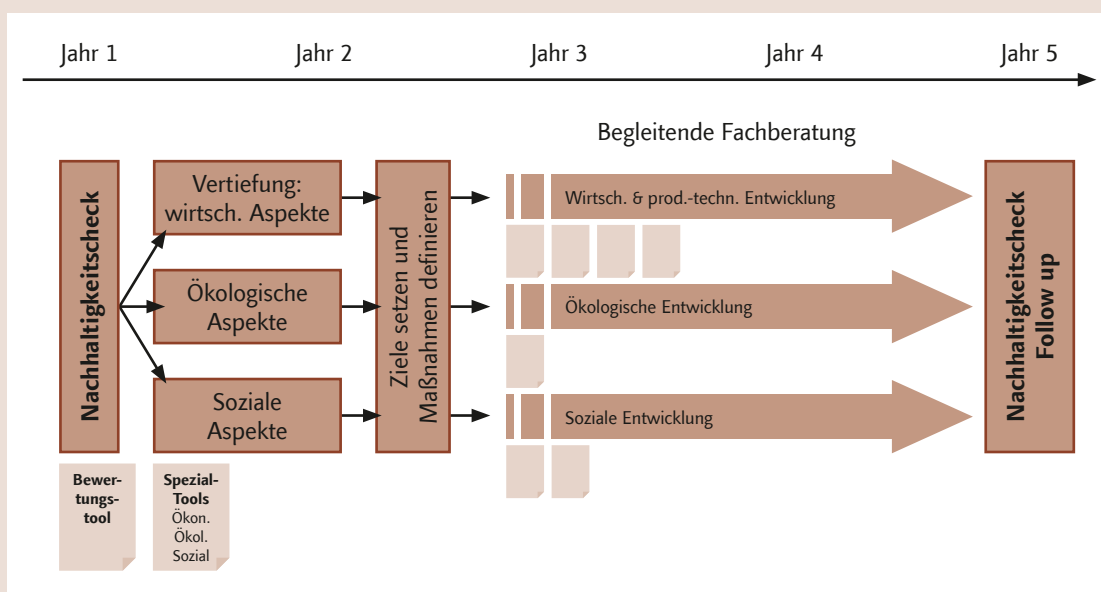 Jahr 1
Jahr 2
Jahr 3
Jahr 4
Jahr 5
Begleitende Fachberatung
Nachhaltigkeitscheck
Vertiefung:
wirtsch. Aspekte
Ökologische
Aspekte
Soziale
Aspekte
Ziele setzen und
Maßnahmen definieren
Wirtsch. & prod.-techn. Entwicklung
Ökologische Entwicklung
Soziale Entwicklung
Nachhaltigkeitscheck
Follow up
Bewer-
tungs-
tool
Spezial-
Tools
Ökon.
Ökol.
Sozial